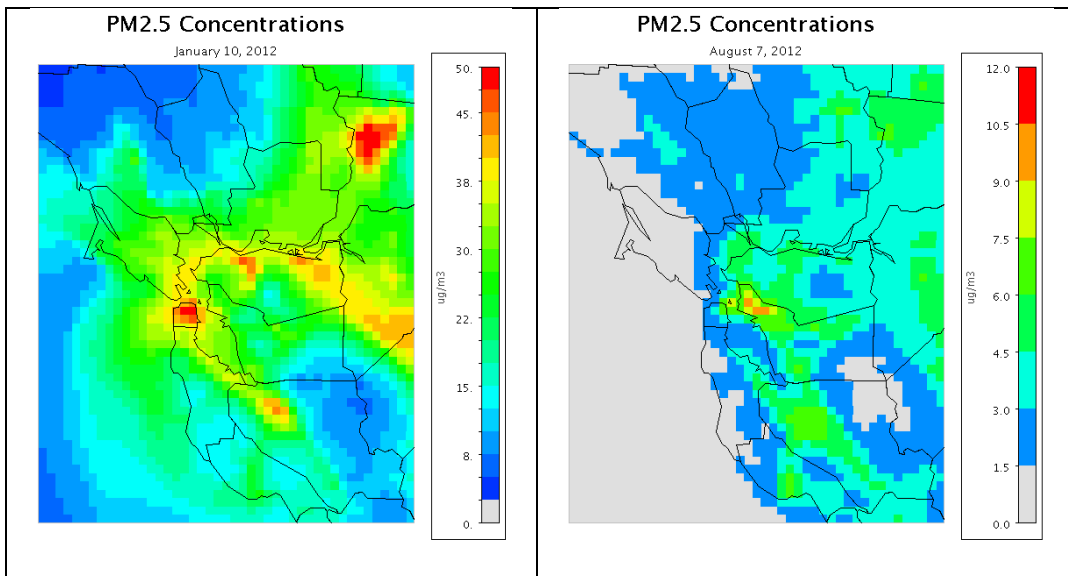 PM2.5 Concentrations
January 10, 2012
50.
45.
38.
30.
22.
15.
8.
0.
ug/m3
PM2.5 Concentrations
August 7, 2012
12.0
10.5
9.0
7.5
6.0
4.5
3.0
1.5
0.0
ug/m3